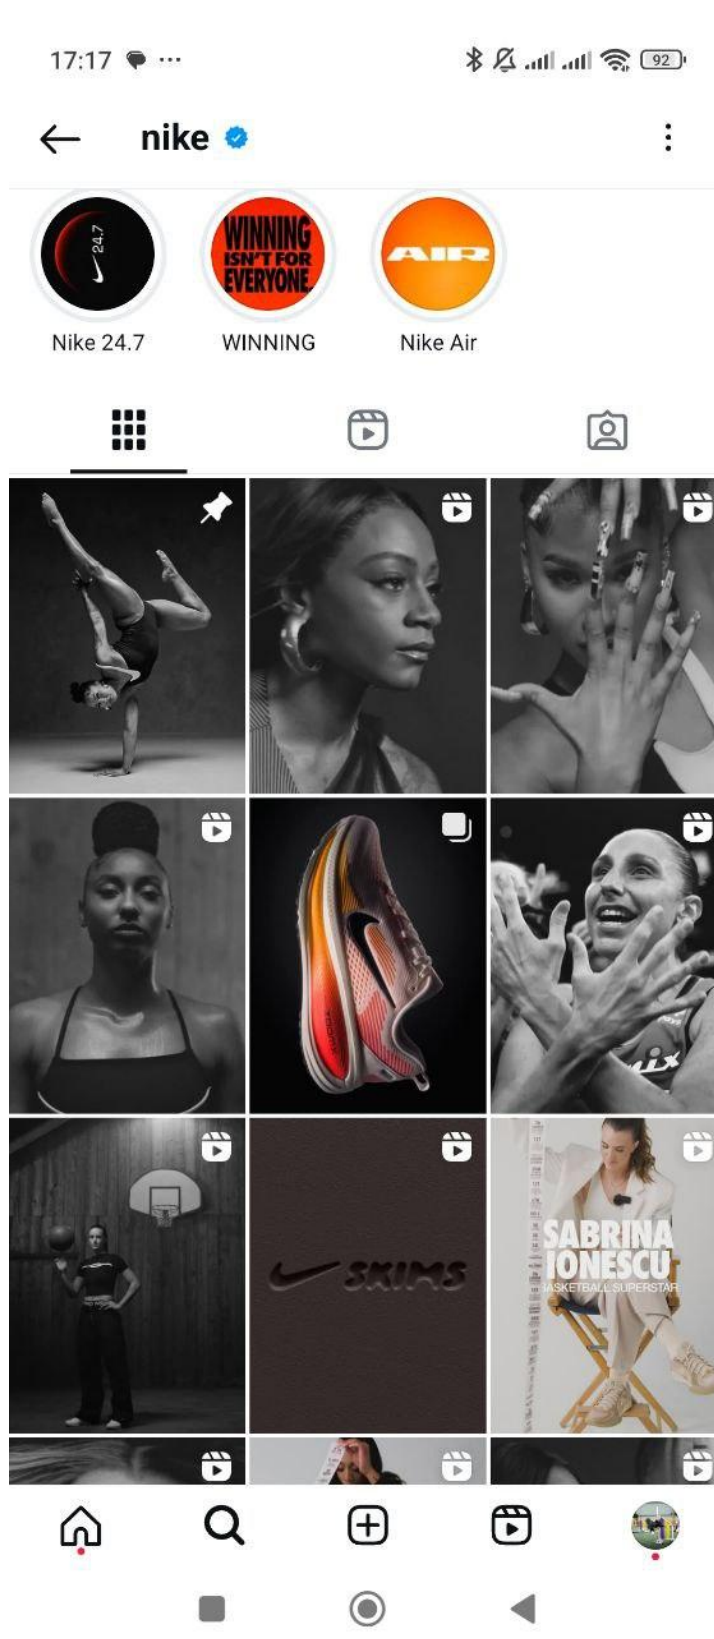 17:17
92
nike
24.7
WINNING
ISN'T FOR
EVERYONE.
AIR
Nike 24.7
WINNING
Nike Air
SKIMS
SABRINA
IONESCU
BASKETBALL SUPERSTAR